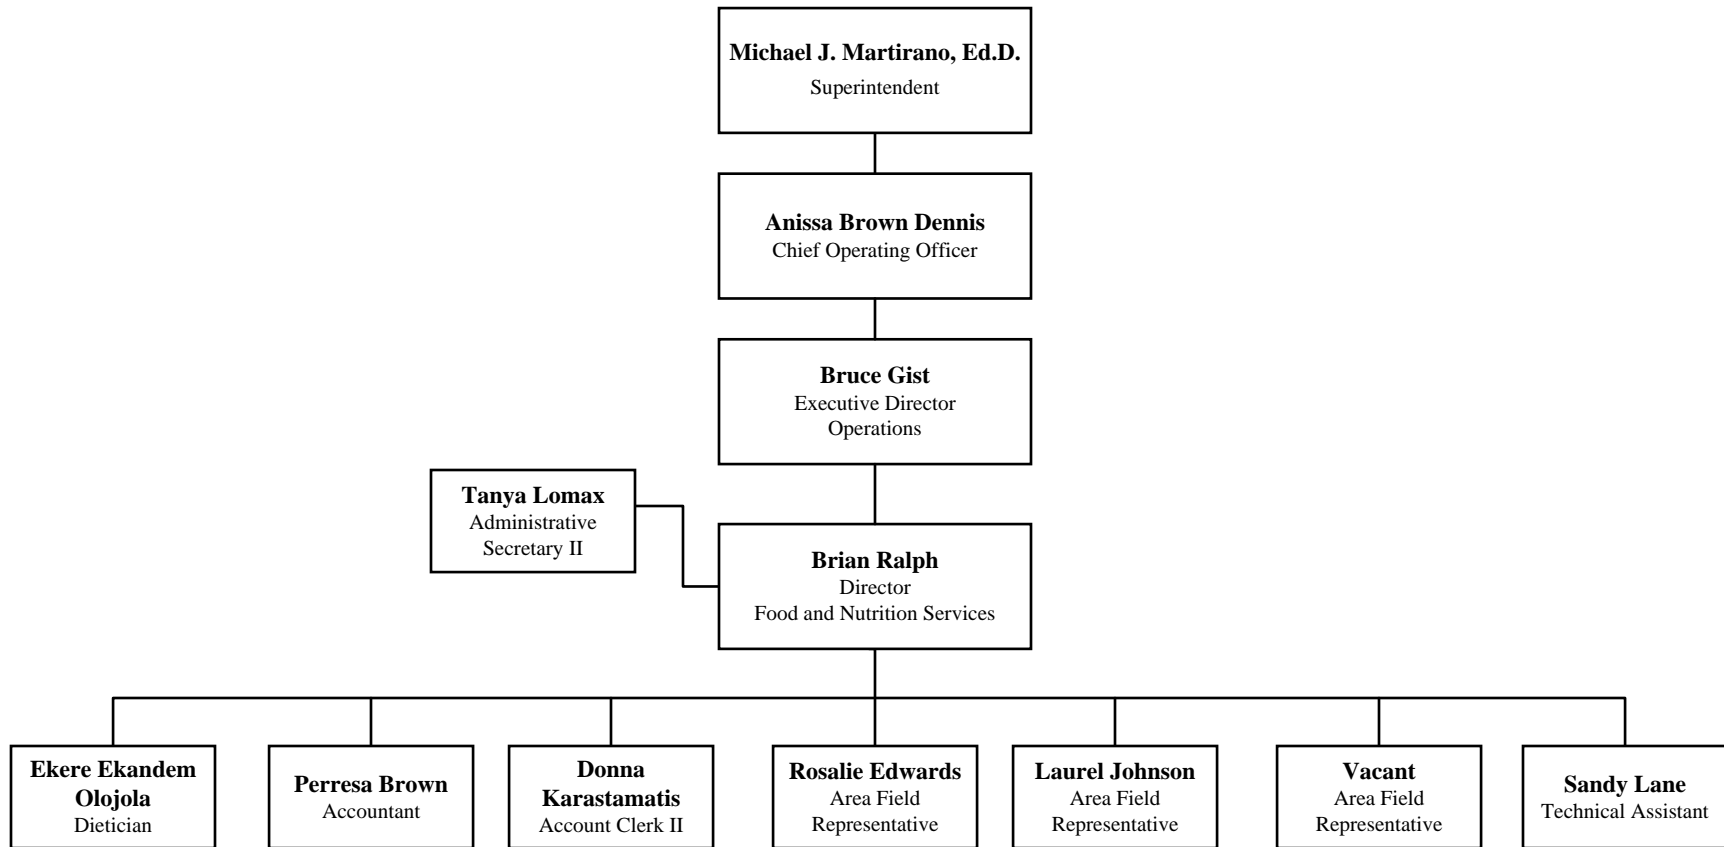 Michael J. Martirano, Ed.D.
Superintendent
Anissa Brown Dennis
Chief Operating Officer
Bruce Gist
Executive Director
Operations
Tanya Lomax
Administrative
Secretary II
Brian Ralph
Director
Food and Nutrition Services
Ekere Ekandem
Olojola
Dietician
Perresa Brown
Accountant
Donna
Karastamatis
Account Clerk II
Rosalie Edwards
Area Field
Representative
Laurel Johnson
Area Field
Representative
Vacant
Area Field
Representative
Sandy Lane
Technical Assistant